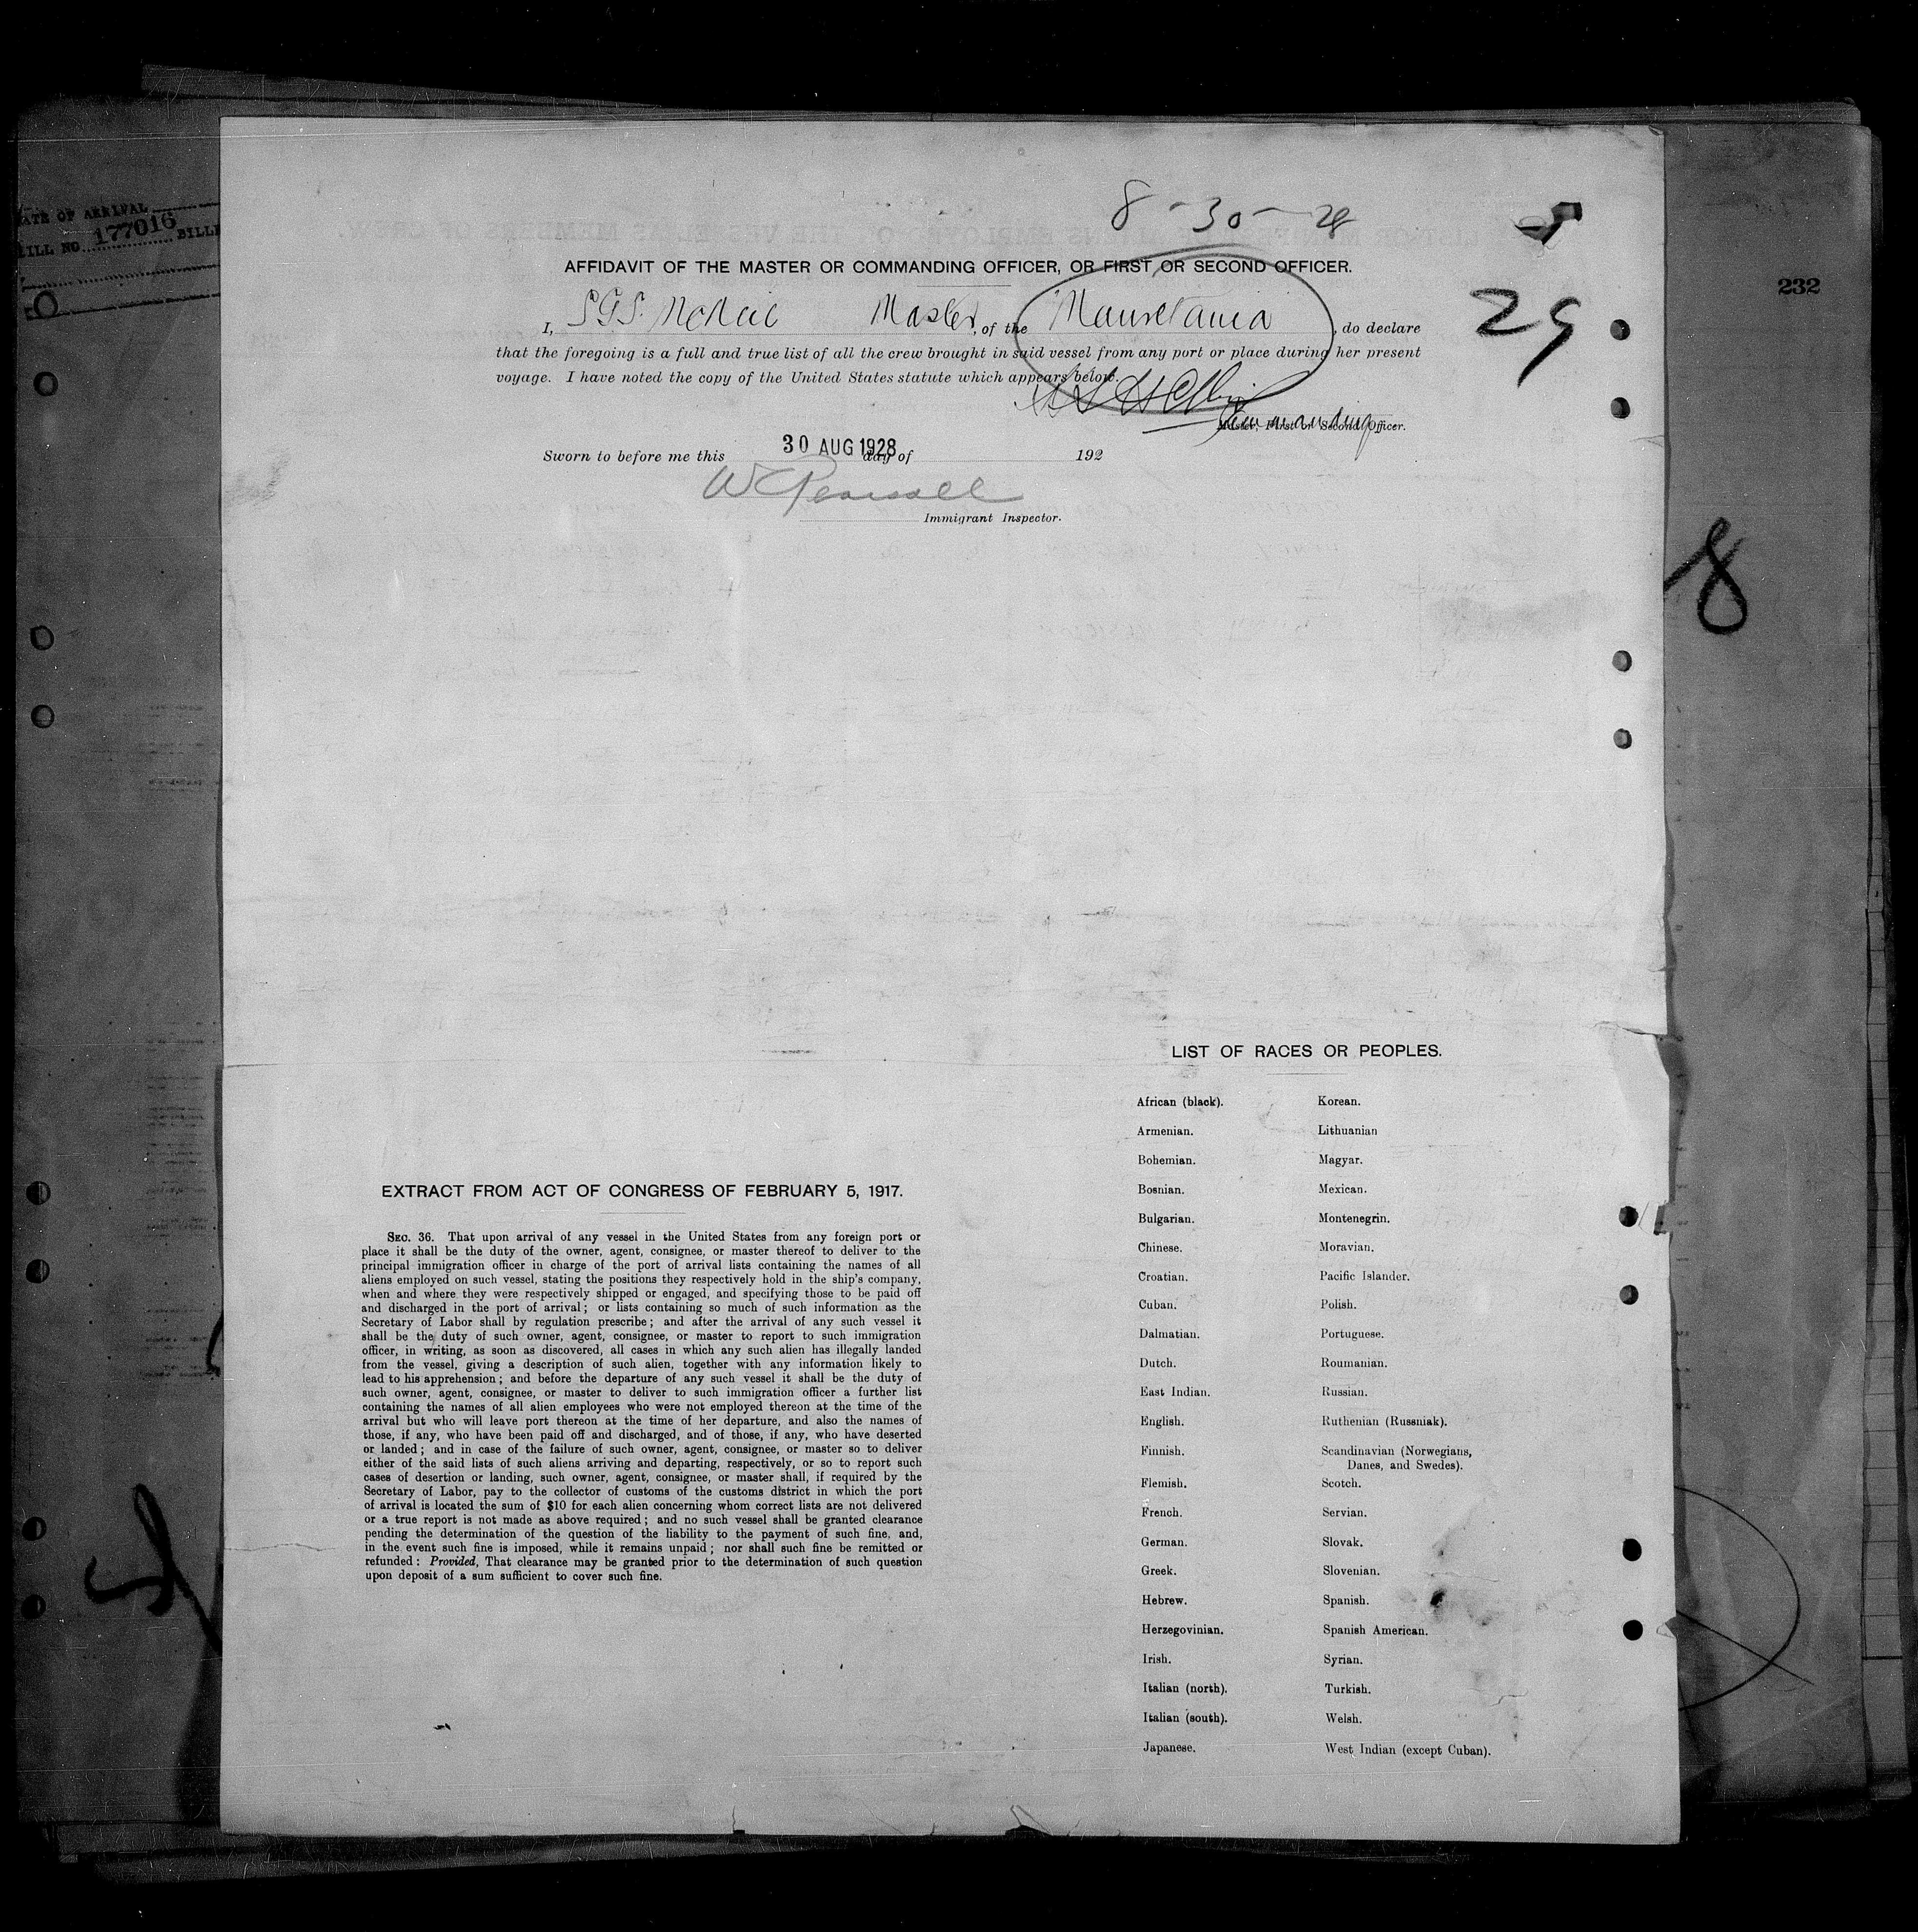 DATE OF ARRIVAL
BILL NO. 177016 BILL
232
8-30-28
29
AFFIDAVIT OF THE MASTER OR COMMANDING OFFICER, OR FIRST OR SECOND OFFICER.
I, S.G.S. McNeil Master, of the Mauretania, do declare
that the foregoing is a full and true list of all the crew brought in said vessel from any port or place during her present
voyage. I have noted the copy of the United States statute which appears below.
Commanding
Master, First or Second Officer.
Sworn to before me this 30 AUG 1928 day of 192
W C Pearsall
Immigrant Inspector.
8
EXTRACT FROM ACT OF CONGRESS OF FEBRUARY 5, 1917.
SEC. 36. That upon arrival of any vessel in the United States from any foreign port or
place it shall be the duty of the owner, agent, consignee, or master thereof to deliver to the
principal immigration officer in charge of the port of arrival lists containing the names of all
aliens employed on such vessel, stating the positions they respectively hold in the ship's company,
when and where they were respectively shipped or engaged, and specifying those to be paid off
and discharged in the port of arrival; or lists containing so much of such information as the
Secretary of Labor shall by regulation prescribe; and after the arrival of any such vessel it
shall be the duty of such owner, agent, consignee, or master to report to such immigration
officer, in writing, as soon as discovered, all cases in which any such alien has illegally landed
from the vessel, giving a description of such alien, together with any information likely to
lead to his apprehension; and before the departure of any such vessel it shall be the duty of
such owner, agent, consignee, or master to deliver to such immigration officer a further list
containing the names of all alien employees who were not employed thereon at the time of the
arrival but who will leave port thereon at the time of her departure, and also the names of
those, if any, who have been paid off and discharged, and of those, if any, who have deserted
or landed; and in case of the failure of such owner, agent, consignee, or master so to deliver
either of the said lists of such aliens arriving and departing, respectively, or so to report such
cases of desertion or landing, such owner, agent, consignee, or master shall, if required by the
Secretary of Labor, pay to the collector of customs of the customs district in which the port
of arrival is located the sum of $10 for each alien concerning whom correct lists are not delivered
or a true report is not made as above required; and no such vessel shall be granted clearance
pending the determination of the question of the liability to the payment of such fine, and,
in the event such fine is imposed, while it remains unpaid; nor shall such fine be remitted or
refunded: Provided, That clearance may be granted prior to the determination of such question
upon deposit of a sum sufficient to cover such fine.
LIST OF RACES OR PEOPLES.
African (black).
Armenian.
Bohemian.
Bosnian.
Bulgarian.
Chinese.
Croatian.
Cuban.
Dalmatian.
Dutch.
East Indian.
English.
Finnish.
Flemish.
French.
German.
Greek.
Hebrew.
Herzegovinian.
Irish.
Italian (north).
Italian (south).
Japanese.
Korean.
Lithuanian
Magyar.
Mexican.
Montenegrin.
Moravian.
Pacific Islander.
Polish.
Portuguese.
Roumanian.
Russian.
Ruthenian (Russniak).
Scandinavian (Norwegians,
Danes, and Swedes).
Scotch.
Servian.
Slovak.
Slovenian.
Spanish.
Spanish American.
Syrian.
Turkish.
Welsh.
West Indian (except Cuban).